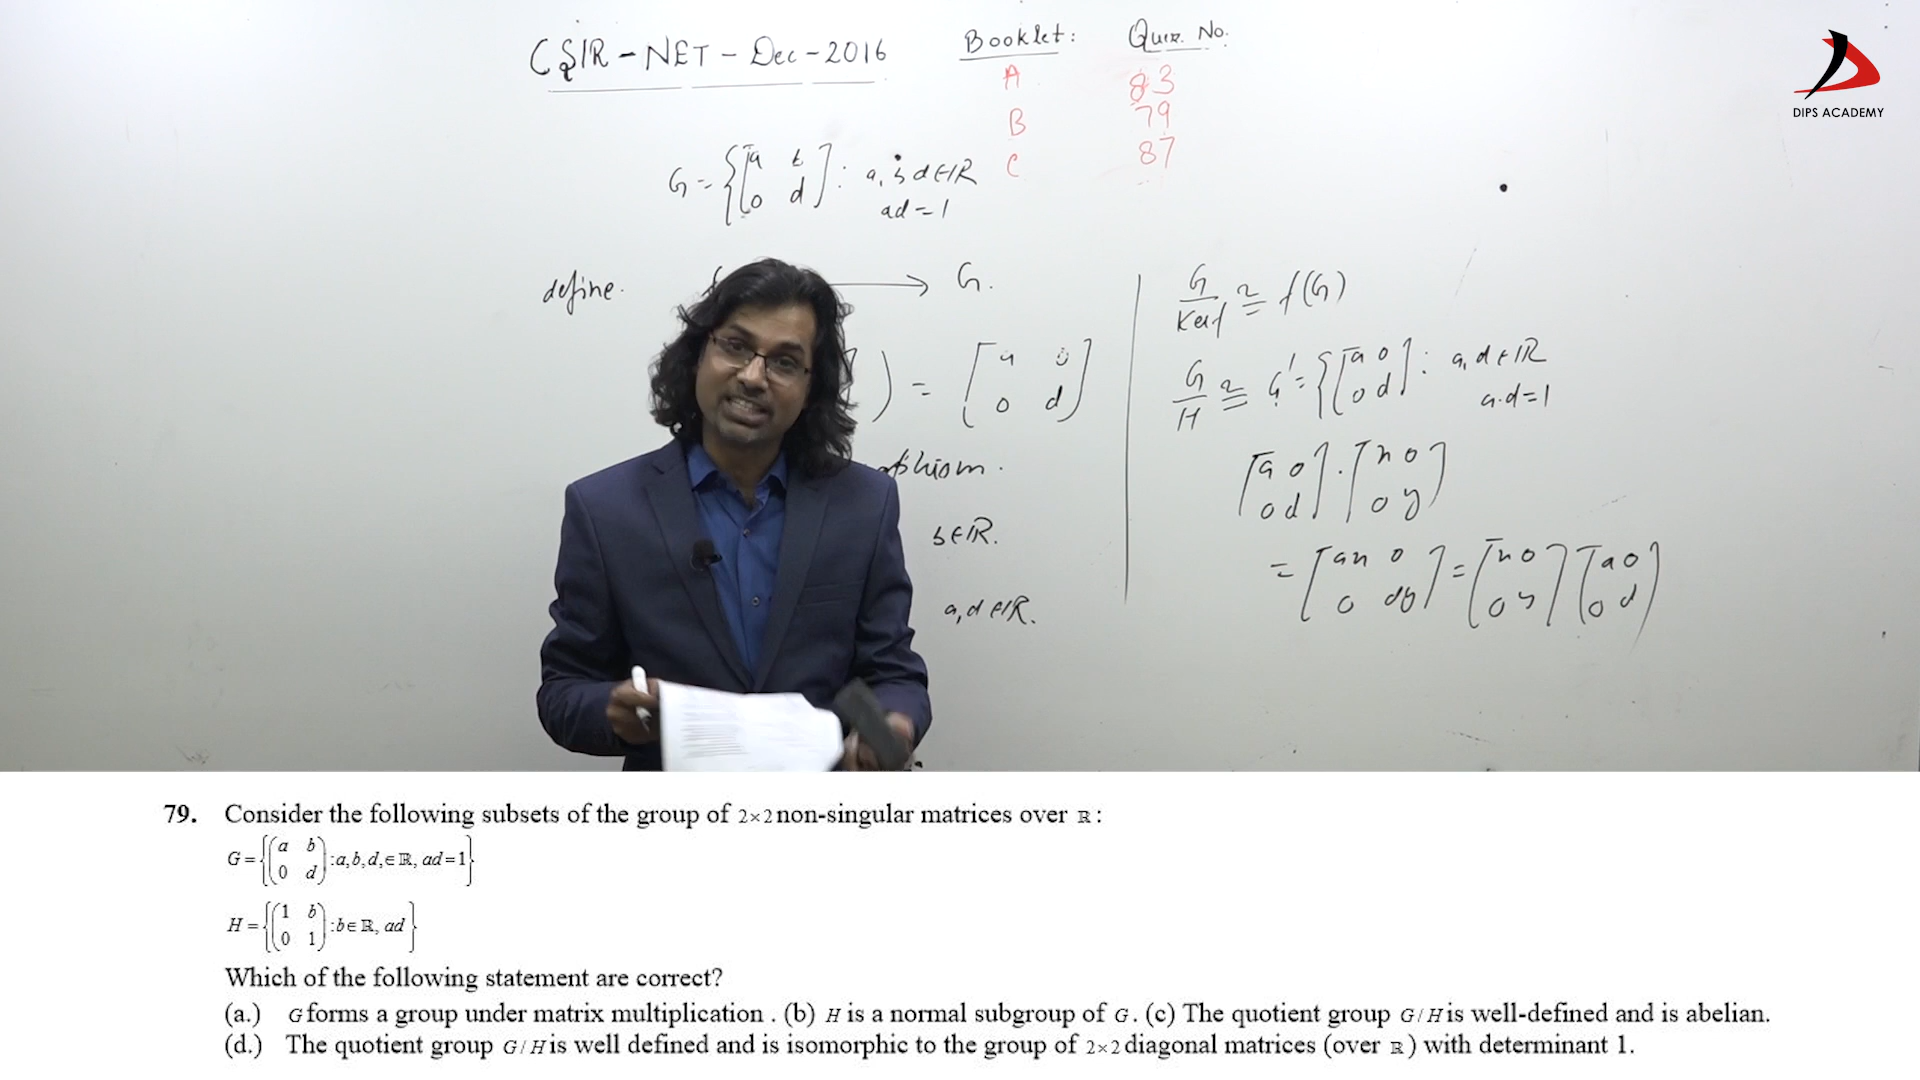 CSIR - NET - Dec - 2016
Booklet: Ques. No.
A 83
B 79
C 87
DIPS ACADEMY
G = { [a b 0 d] : a, b, d ∈ IR
ad = 1
define. → G.
) = [a 0 0 d]
phism.
b ∈ IR.
a, d ∈ IR.
G/Kerf ≅ f(G)
G/H ≅ G' = { [a 0 0 d] : a, d ∈ IR
a.d = 1
[a 0 0 d] . [x 0 0 y]
= [ax 0 0 dy] = [x 0 0 y] [a 0 0 d]
79. Consider the following subsets of the group of 2×2 non-singular matrices over ℝ :
G = {(a b 0 d) : a, b, d, ∈ ℝ, ad = 1}
H = {(1 b 0 1) : b ∈ ℝ, ad}
Which of the following statement are correct?
(a.) G forms a group under matrix multiplication . (b) H is a normal subgroup of G. (c) The quotient group G/H is well-defined and is abelian.
(d.) The quotient group G/H is well defined and is isomorphic to the group of 2×2 diagonal matrices (over ℝ) with determinant 1.